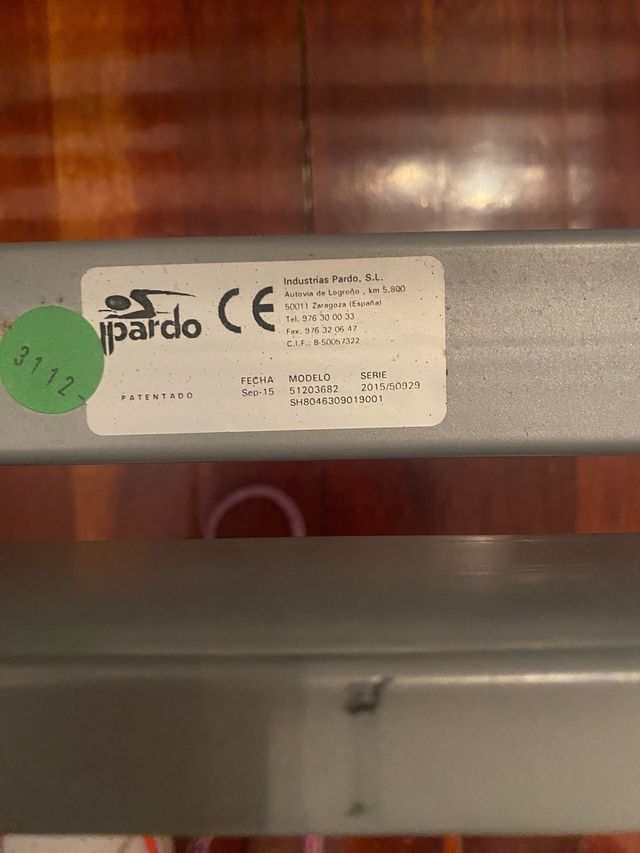 pardo
CE
Industrias Pardo, S.L.
Autovia de Logroño , km 5,800
50011 Zaragoza (España)
Tel. 976 30 00 33
Fax. 976 32 06 47
C.I.F.: B-50057322
3112-
PATENTADO
FECHA MODELO SERIE
Sep-15 51203682 2015/50929
SH8046309019001